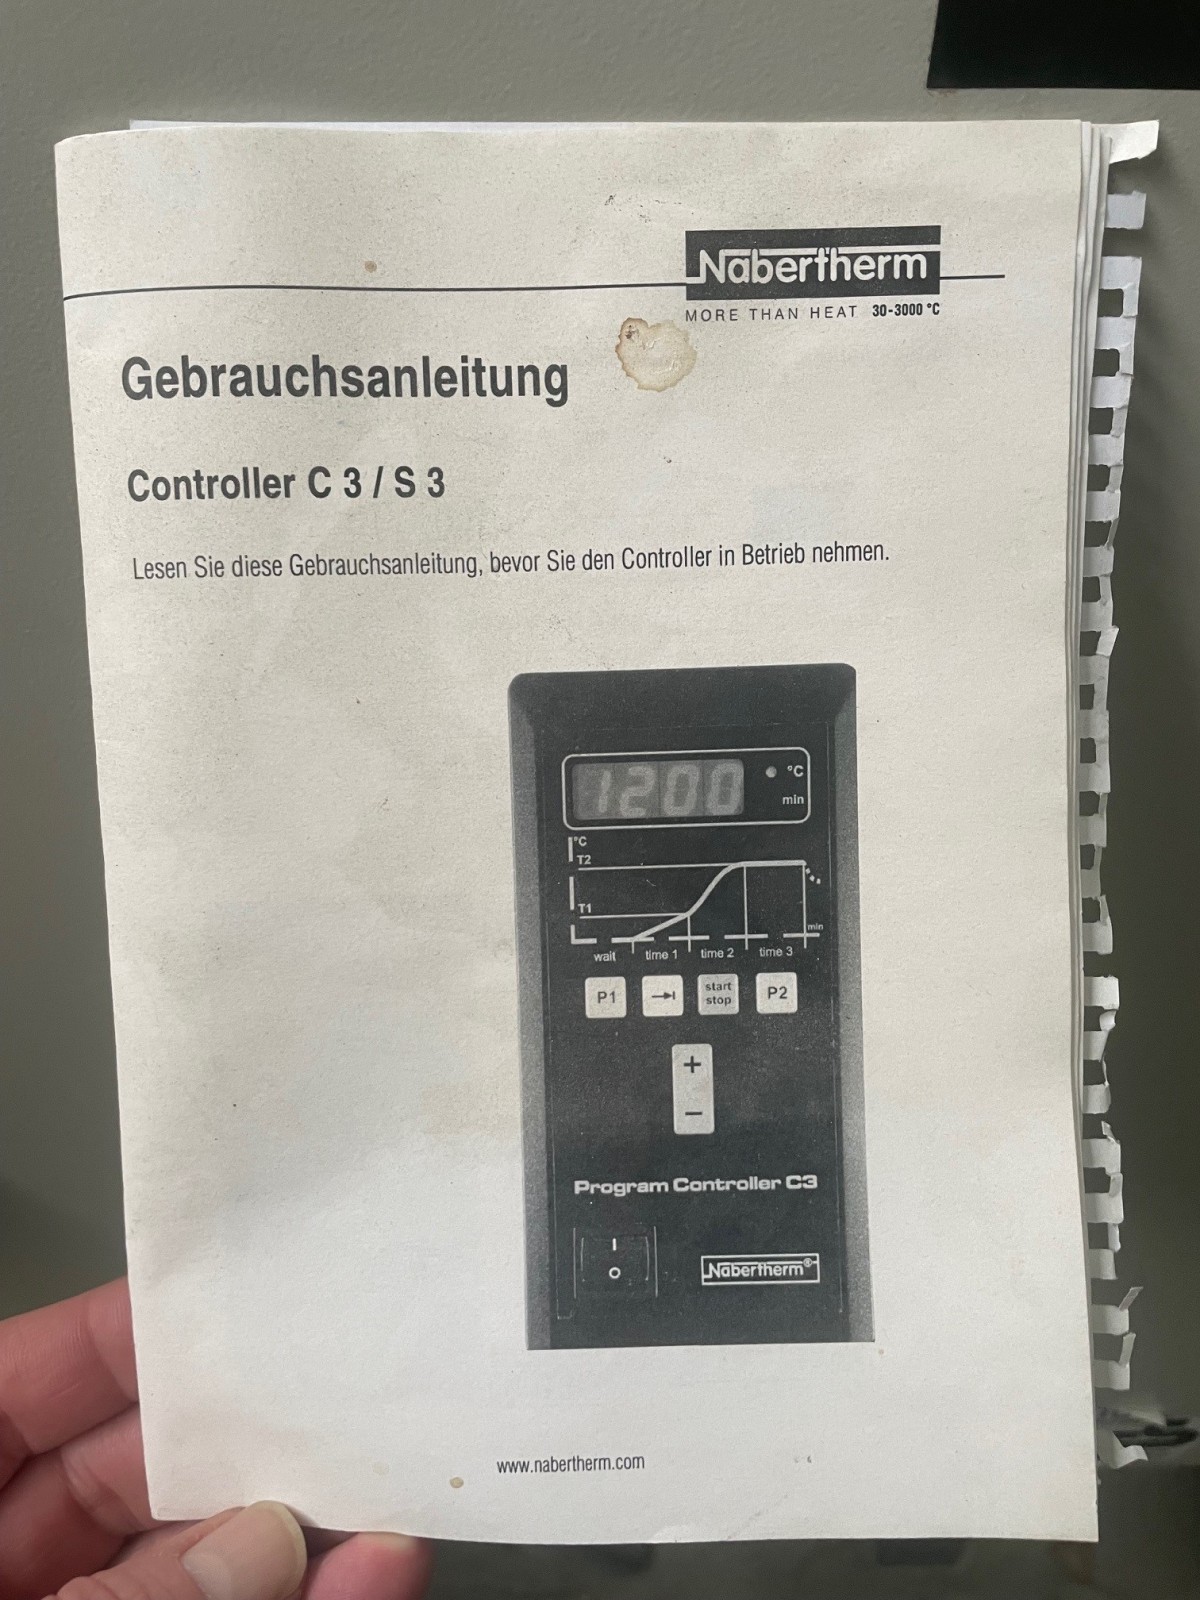 Nabertherm
MORE THAN HEAT 30-3000 °C
Gebrauchsanleitung
Controller C 3 / S 3
Lesen Sie diese Gebrauchsanleitung, bevor Sie den Controller in Betrieb nehmen.
1200 °C
min
°C
T2
T1
min
wait time 1 time 2 time 3
P1 start stop P2
+
−
Program Controller C3
I
O
Nabertherm®
www.nabertherm.com